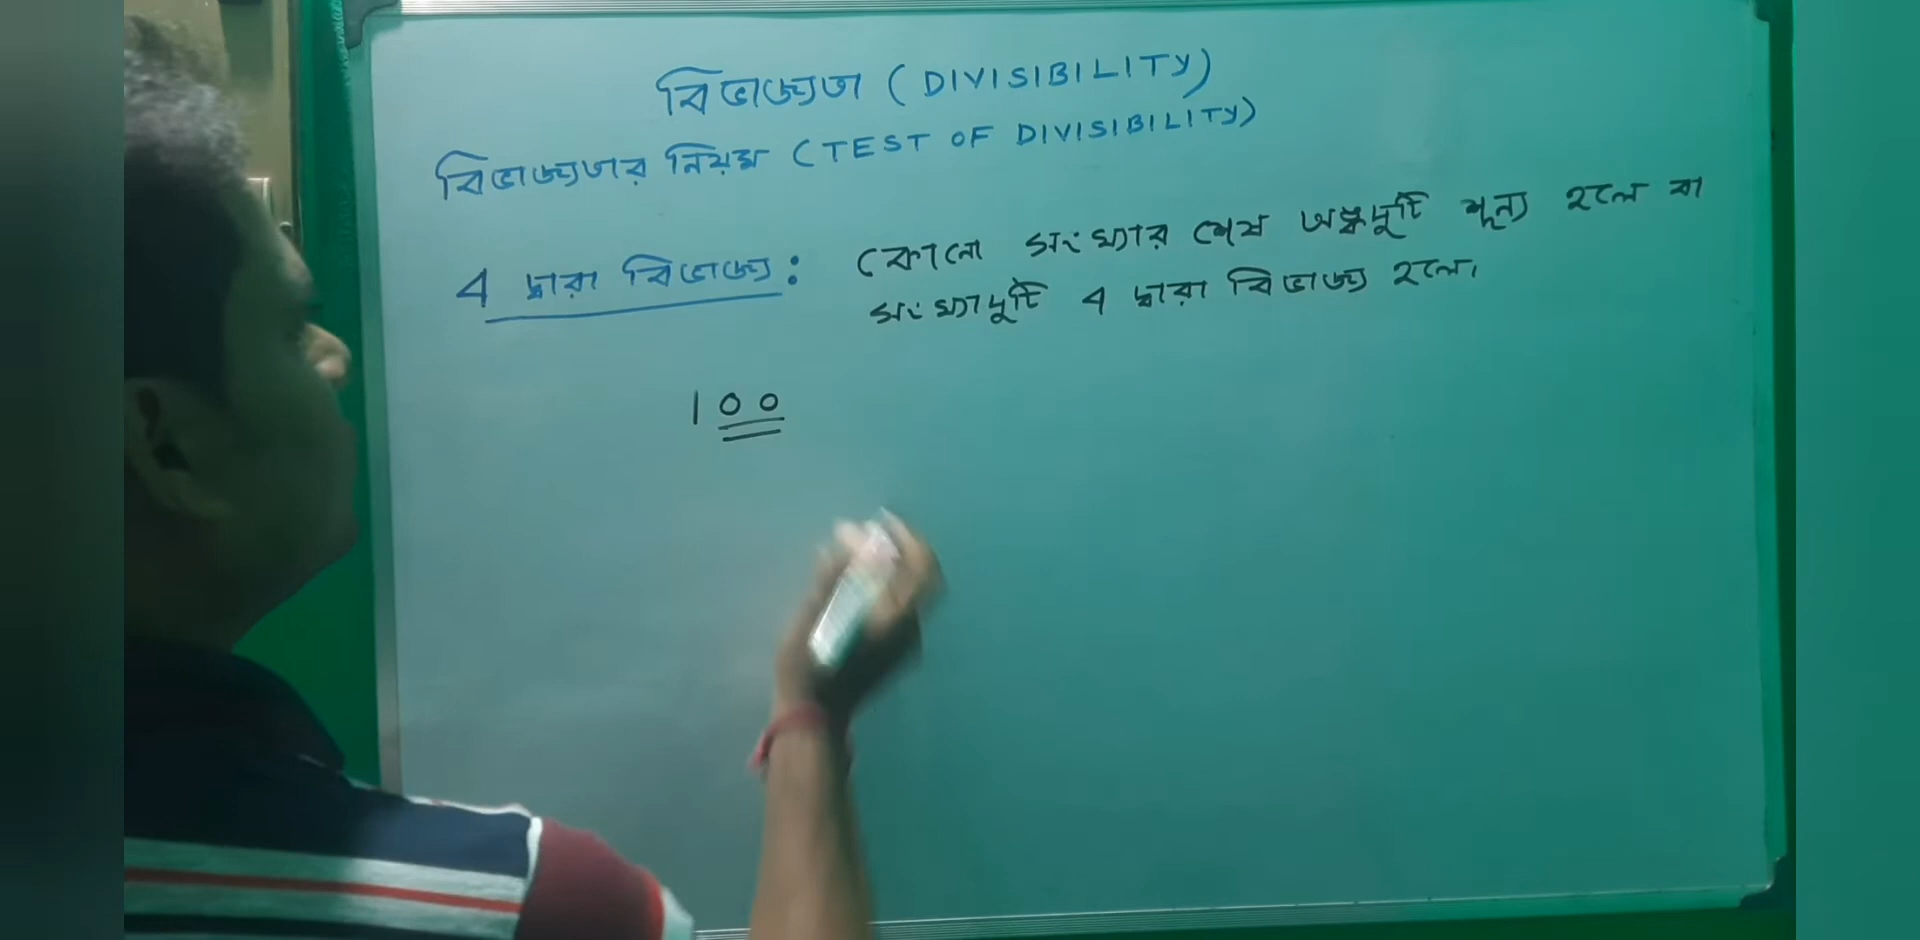 বিভাজ্যতা (DIVISIBILITY)
বিভাজ্যতার নিয়ম (TEST OF DIVISIBILITY)
4 দ্বারা বিভাজ্য : কোনো সংখ্যার শেষ অঙ্কদুটি শূন্য হলে বা
সংখ্যাদুটি 4 দ্বারা বিভাজ্য হলে।
100